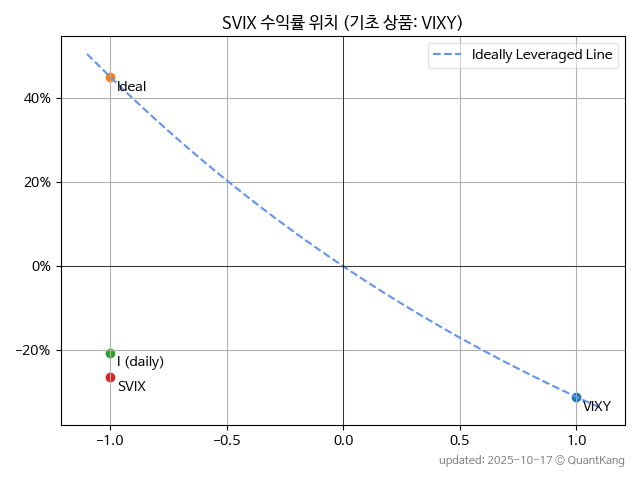 SVIX 수익률 위치 (기초 상품: VIXY)
Ideally Leveraged Line
Ideal
40%
20%
0%
−20%
I (daily)
SVIX
VIXY
−1.0 −0.5 0.0 0.5 1.0
updated: 2025-10-17 © QuantKang